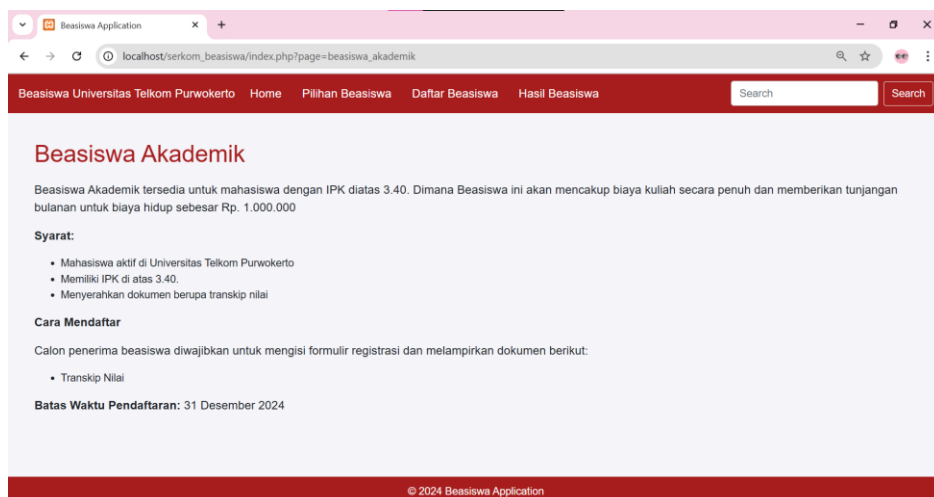 Beasiswa Application
localhost/serkom_beasiswa/index.php?page=beasiswa_akademik
Beasiswa Universitas Telkom Purwokerto Home Pilihan Beasiswa Daftar Beasiswa Hasil Beasiswa Search Search
Beasiswa Akademik
Beasiswa Akademik tersedia untuk mahasiswa dengan IPK diatas 3.40. Dimana Beasiswa ini akan mencakup biaya kuliah secara penuh dan memberikan tunjangan
bulanan untuk biaya hidup sebesar Rp. 1.000.000
Syarat:
• Mahasiswa aktif di Universitas Telkom Purwokerto
• Memiliki IPK di atas 3.40.
• Menyerahkan dokumen berupa transkip nilai
Cara Mendaftar
Calon penerima beasiswa diwajibkan untuk mengisi formulir registrasi dan melampirkan dokumen berikut:
• Transkip Nilai
Batas Waktu Pendaftaran: 31 Desember 2024
© 2024 Beasiswa Application